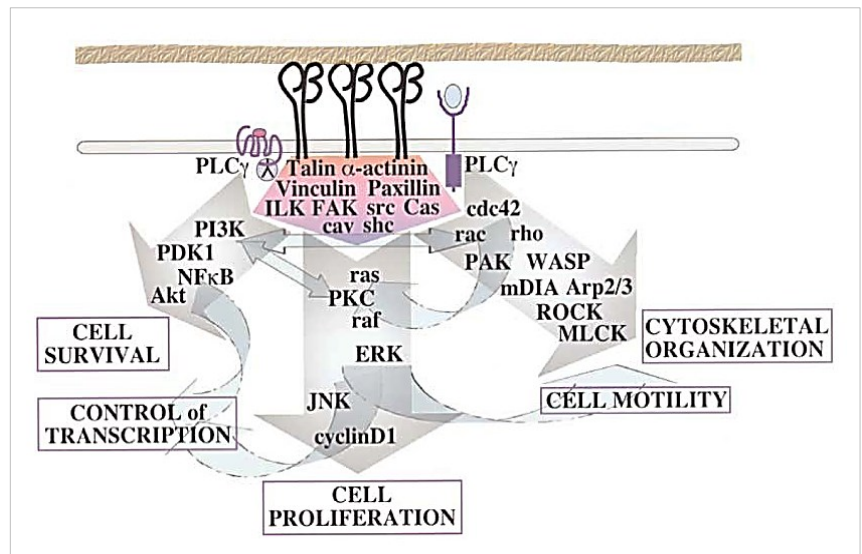 PLCγ
Talin α-actinin
PLCγ
Vinculin Paxillin
ILK FAK src Cas
cav shc
PI3K
PDK1
NFκB
Akt
ras
PKC
raf
ERK
JNK
cyclinD1
cdc42
rac rho
PAK WASP
mDIA Arp2/3
ROCK
MLCK
CELL
SURVIVAL
CONTROL of
TRANSCRIPTION
CELL
PROLIFERATION
CYTOSKELETAL
ORGANIZATION
CELL MOTILITY